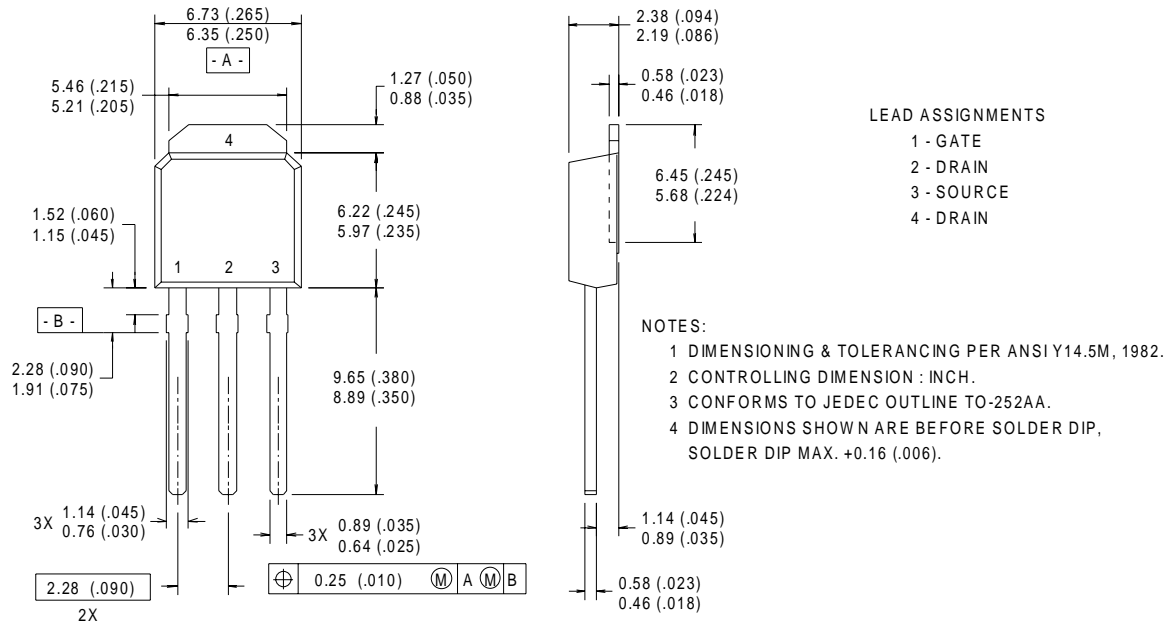 6.73 (.265)
6.35 (.250)
- A -
5.46 (.215)
5.21 (.205)
1.27 (.050)
0.88 (.035)
4
1.52 (.060)
1.15 (.045)
6.22 (.245)
5.97 (.235)
1 2 3
- B -
2.28 (.090)
1.91 (.075)
9.65 (.380)
8.89 (.350)
3X 1.14 (.045)
0.76 (.030)
3X 0.89 (.035)
0.64 (.025)
2.28 (.090)
2X
⌖ 0.25 (.010) Ⓜ A Ⓜ B
2.38 (.094)
2.19 (.086)
0.58 (.023)
0.46 (.018)
6.45 (.245)
5.68 (.224)
1.14 (.045)
0.89 (.035)
0.58 (.023)
0.46 (.018)
LEAD ASSIGNMENTS
1 - GATE
2 - DRAIN
3 - SOURCE
4 - DRAIN
NOTES:
1 DIMENSIONING & TOLERANCING PER ANSI Y14.5M, 1982.
2 CONTROLLING DIMENSION : INCH.
3 CONFORMS TO JEDEC OUTLINE TO-252AA.
4 DIMENSIONS SHOWN ARE BEFORE SOLDER DIP,
SOLDER DIP MAX. +0.16 (.006).